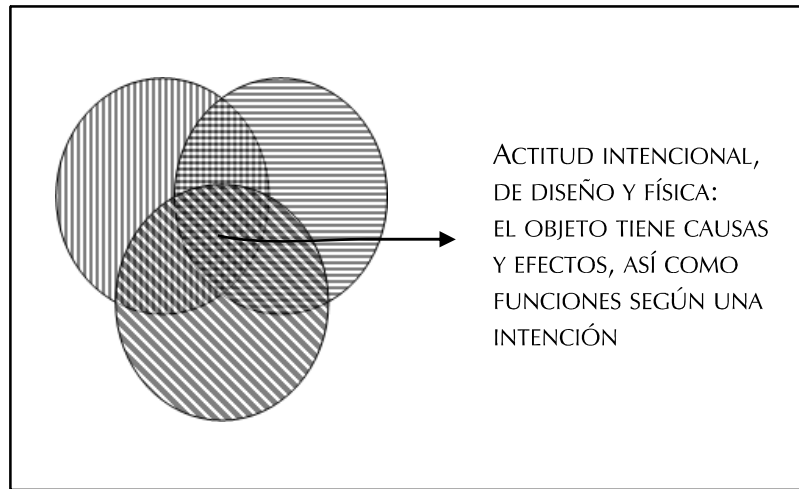 ACTITUD INTENCIONAL,
DE DISEÑO Y FÍSICA:
EL OBJETO TIENE CAUSAS
Y EFECTOS, ASÍ COMO
FUNCIONES SEGÚN UNA
INTENCIÓN